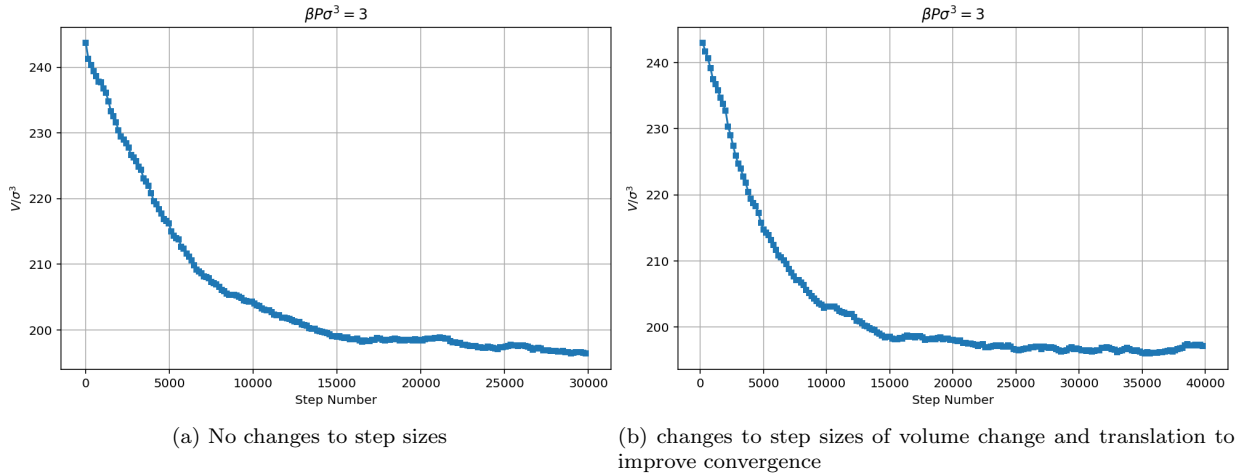 βPσ³ = 3
240
230
220
210
200
V/σ³
0 5000 10000 15000 20000 25000 30000
Step Number
(a) No changes to step sizes
βPσ³ = 3
240
230
220
210
200
V/σ³
0 5000 10000 15000 20000 25000 30000 35000 40000
Step Number
(b) changes to step sizes of volume change and translation to
improve convergence